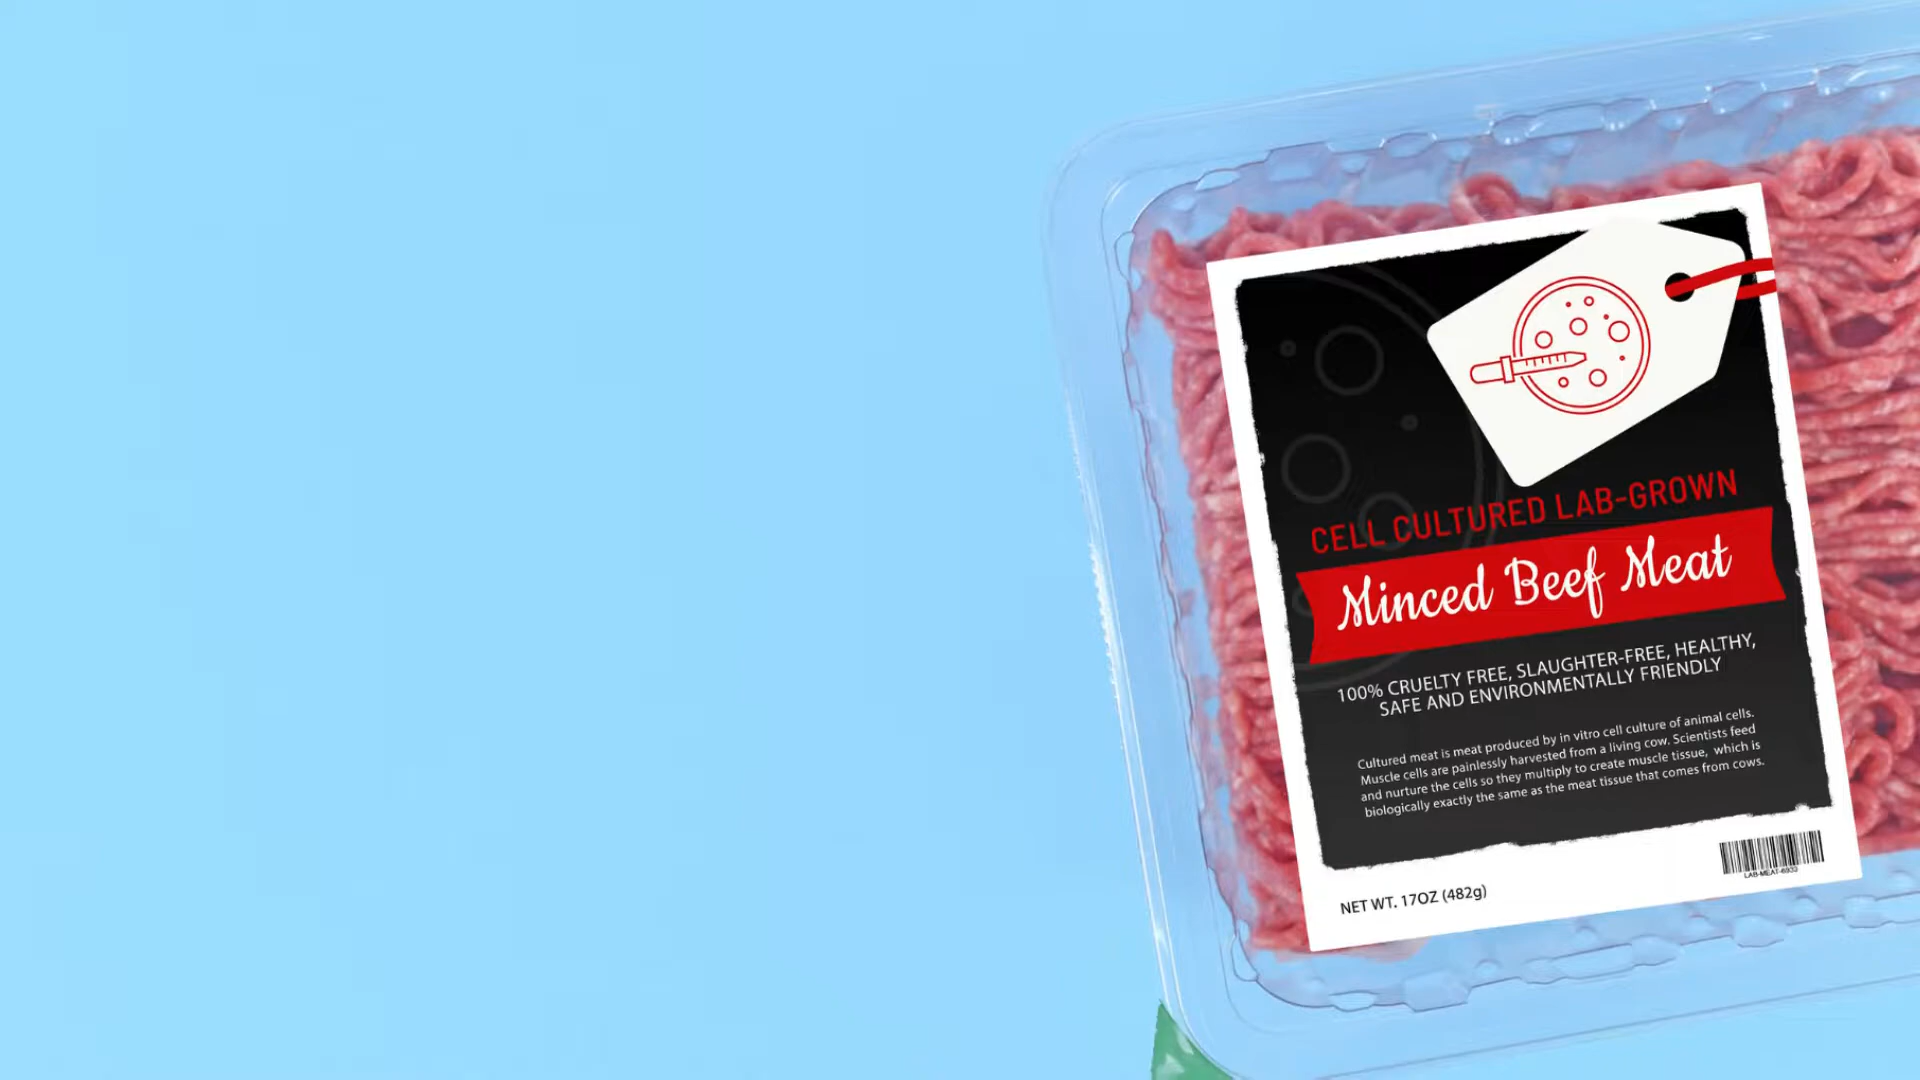 CELL CULTURED LAB-GROWN
Minced Beef Meat
100% CRUELTY FREE, SLAUGHTER-FREE, HEALTHY,
SAFE AND ENVIRONMENTALLY FRIENDLY
Cultured meat is meat produced by in vitro cell culture of animal cells.
Muscle cells are painlessly harvested from a living cow. Scientists feed
and nurture the cells so they multiply to create muscle tissue, which is
biologically exactly the same as the meat tissue that comes from cows.
LAB-MEAT-6933
NET WT. 17OZ (482g)